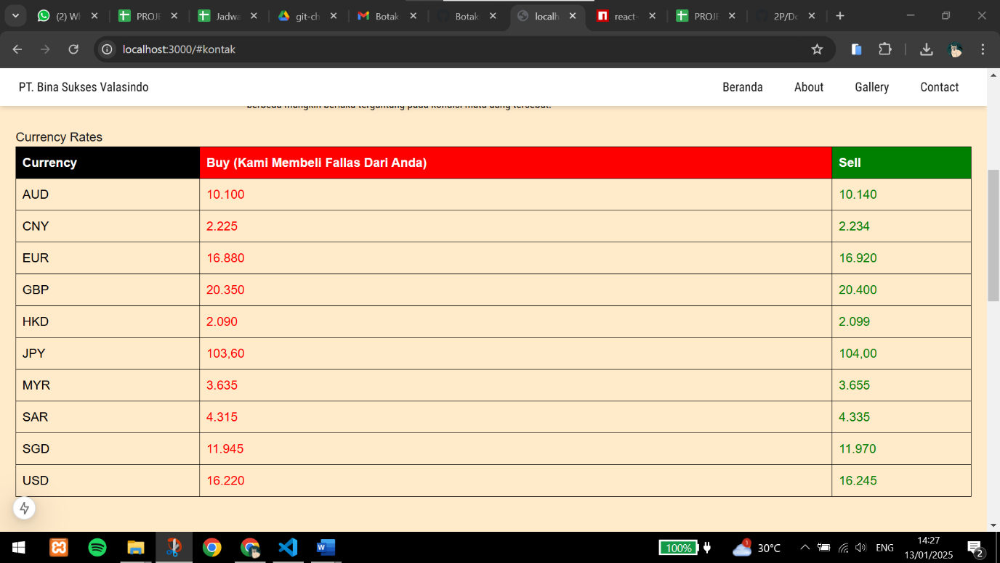 (2) W
PROJE
Jadwa
git-ch
Botak
Botak
localh
react-
PROJE
2P/Do
localhost:3000/#kontak
PT. Bina Sukses Valasindo
Beranda
About
Gallery
Contact
berbeda mungkin berlaku tergantung pada kondisi mata uang tersebut.
Currency Rates
Currency Buy (Kami Membeli Fallas Dari Anda) Sell
AUD 10.100 10.140
CNY 2.225 2.234
EUR 16.880 16.920
GBP 20.350 20.400
HKD 2.090 2.099
JPY 103,60 104,00
MYR 3.635 3.655
SAR 4.315 4.335
SGD 11.945 11.970
USD 16.220 16.245
100%
1
30°C
ENG
14:27
13/01/2025
2